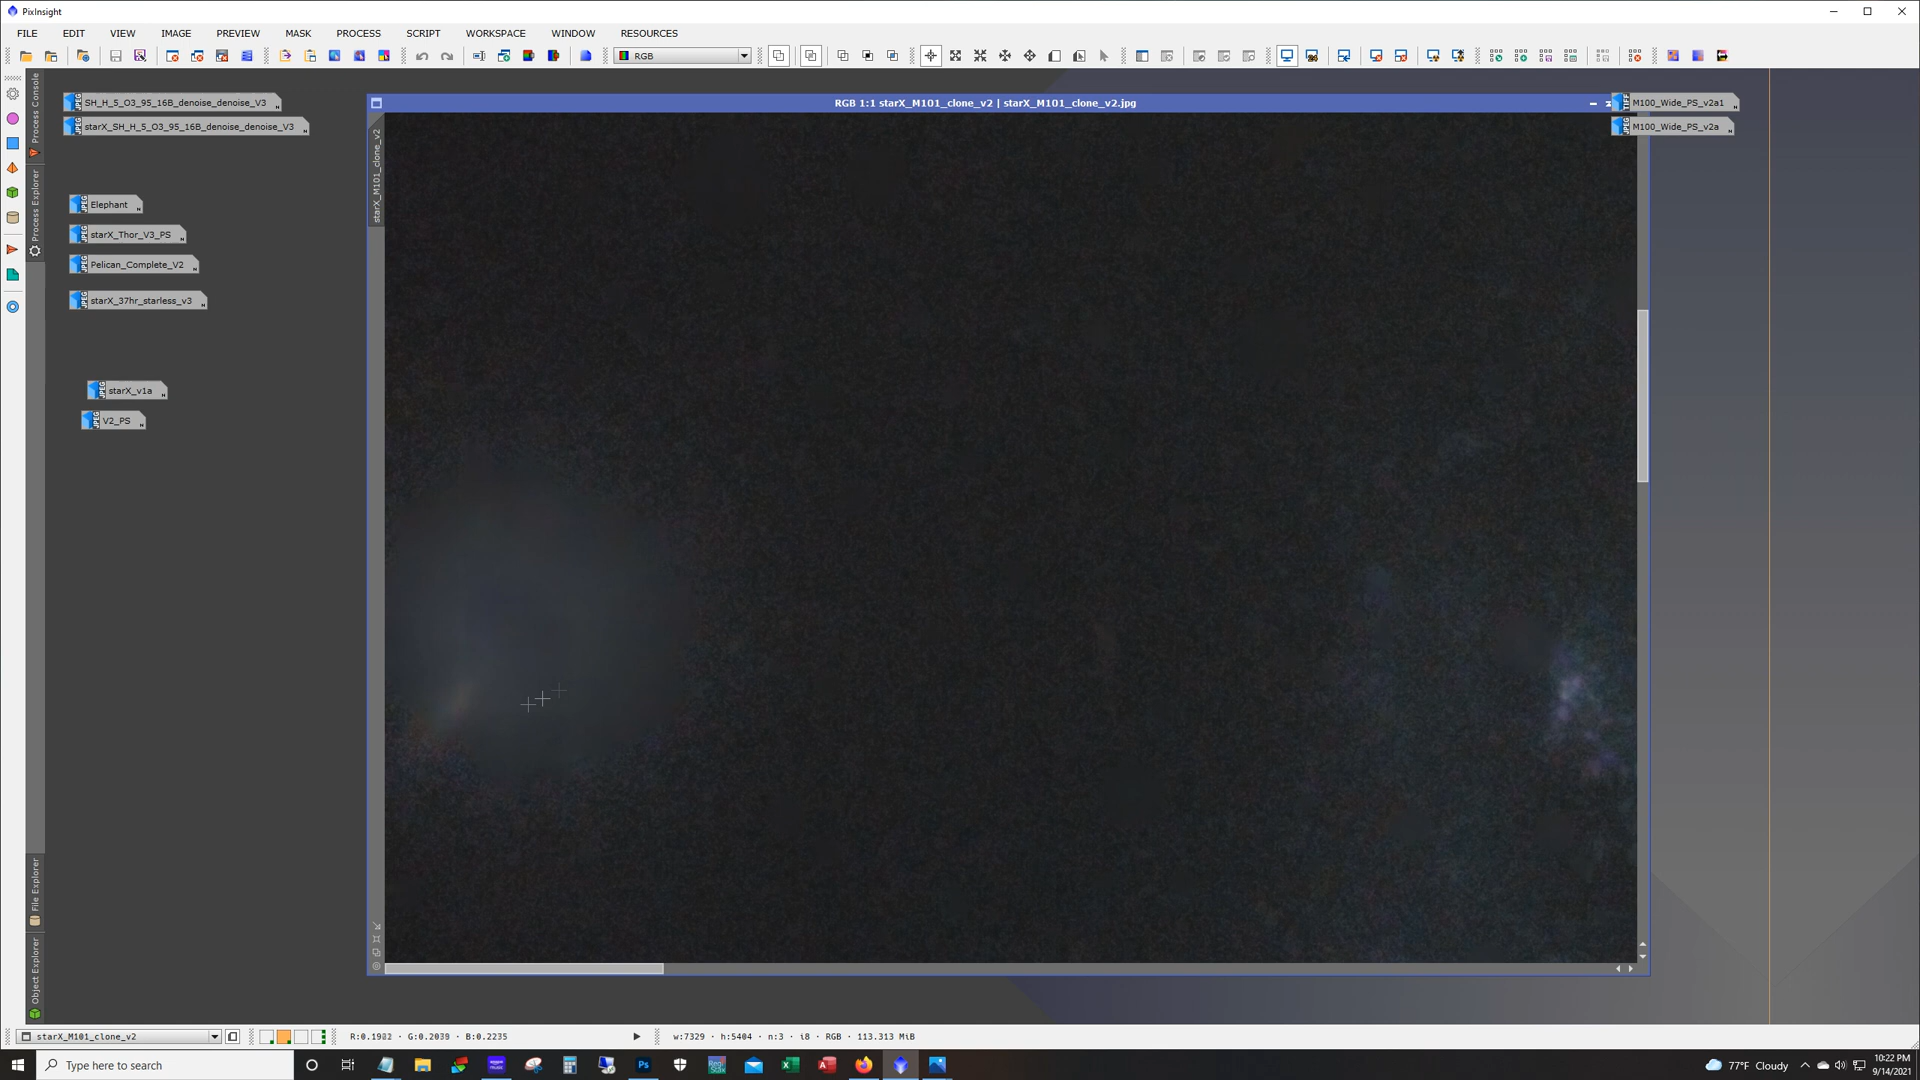 PixInsight
FILE EDIT VIEW IMAGE PREVIEW MASK PROCESS SCRIPT WORKSPACE WINDOW RESOURCES
RGB
Process Console
Process Explorer
File Explorer
Object Explorer
SH_H_5_O3_95_16B_denoise_denoise_V3
starX_SH_H_5_O3_95_16B_denoise_denoise_V3
Elephant
starX_Thor_V3_PS
Pelican_Complete_V2
starX_37hr_starless_v3
starX_v1a
V2_PS
RGB 1:1 starX_M101_clone_v2 | starX_M101_clone_v2.jpg
starX_M101_clone_v2
M100_Wide_PS_v2a1
M100_Wide_PS_v2a
starX_M101_clone_v2
R:0.1902 · G:0.2039 · B:0.2235
w:7329 · h:5404 · n:3 · i8 · RGB · 113.313 MiB
Type here to search
Ps
77°F Cloudy
10:22 PM
9/14/2021